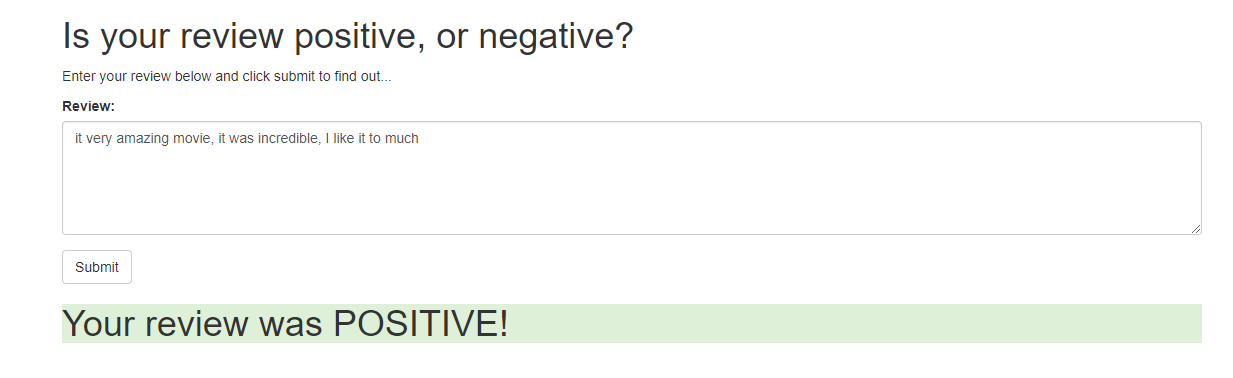 Is your review positive, or negative?
Enter your review below and click submit to find out...
Review:
it very amazing movie, it was incredible, I like it to much
Submit
Your review was POSITIVE!